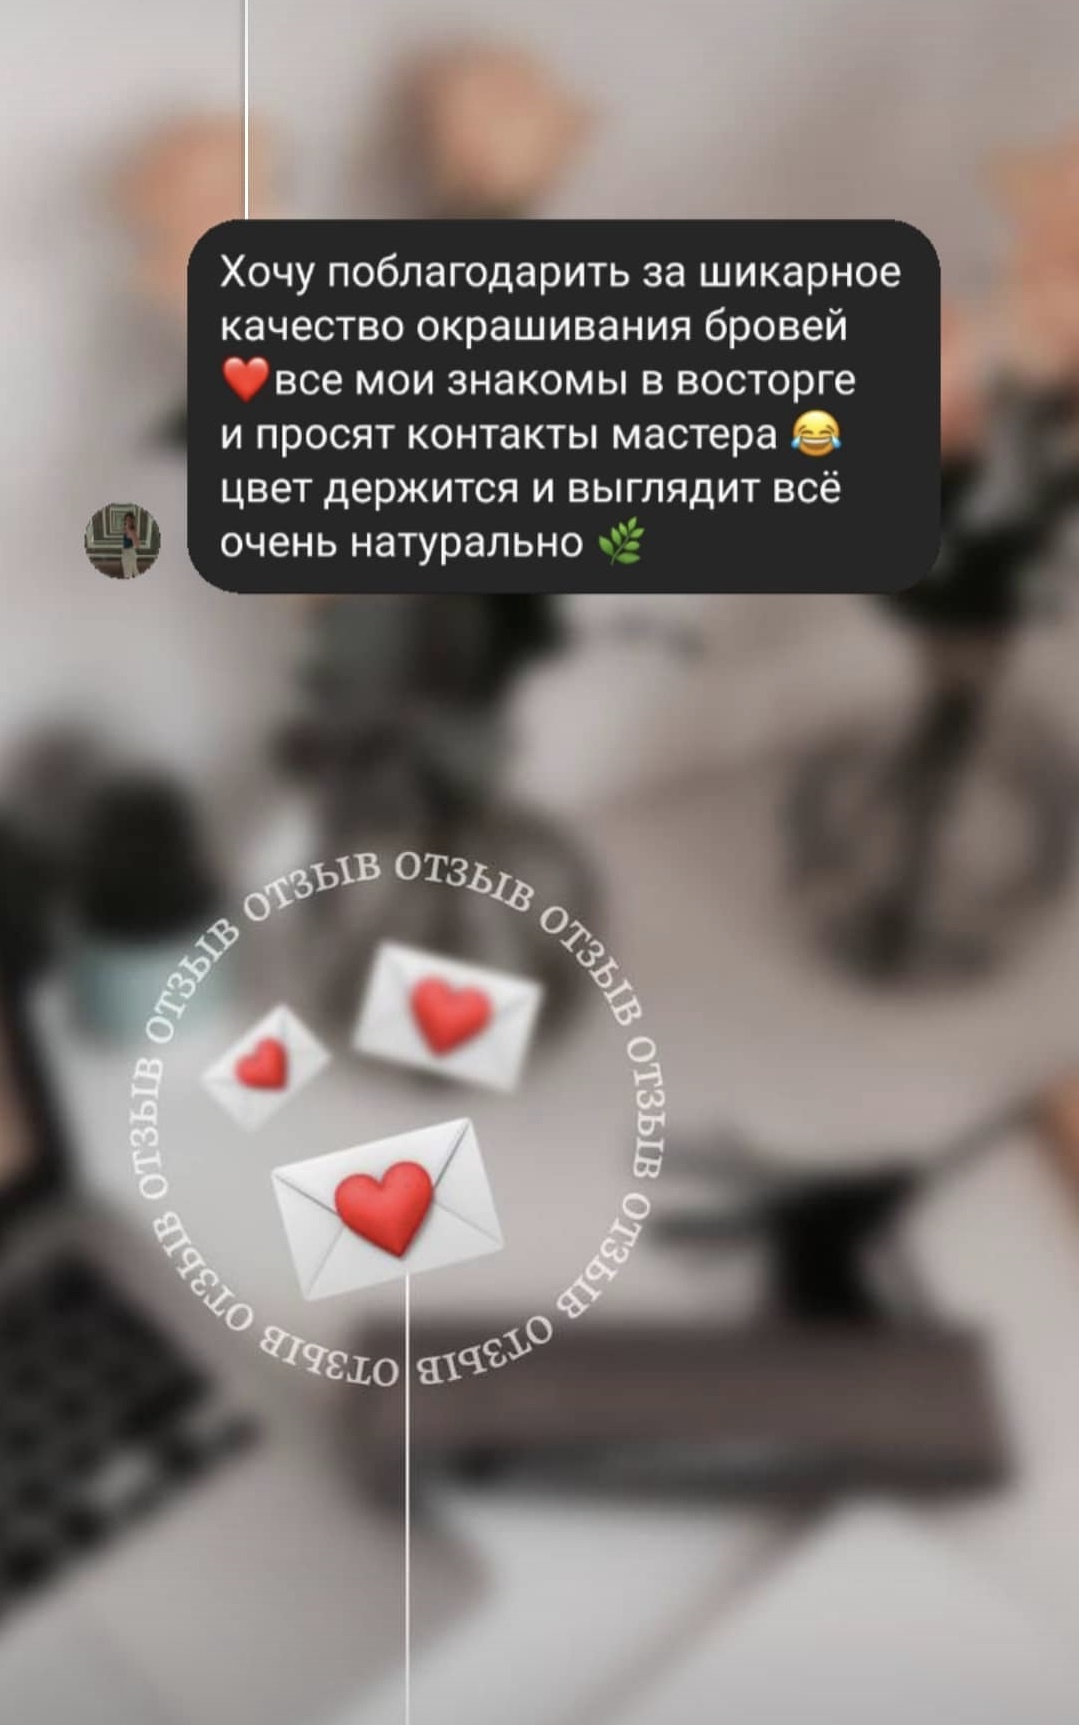 Хочу поблагодарить за шикарное
качество окрашивания бровей
❤️все мои знакомы в восторге
и просят контакты мастера 😂
цвет держится и выглядит всё
очень натурально 🌿
ОТЗЫВ ОТЗЫВ ОТЗЫВ ОТЗЫВ ОТЗЫВ ОТЗЫВ ОТЗЫВ ОТЗЫВ ОТЗЫВ ОТЗЫВ